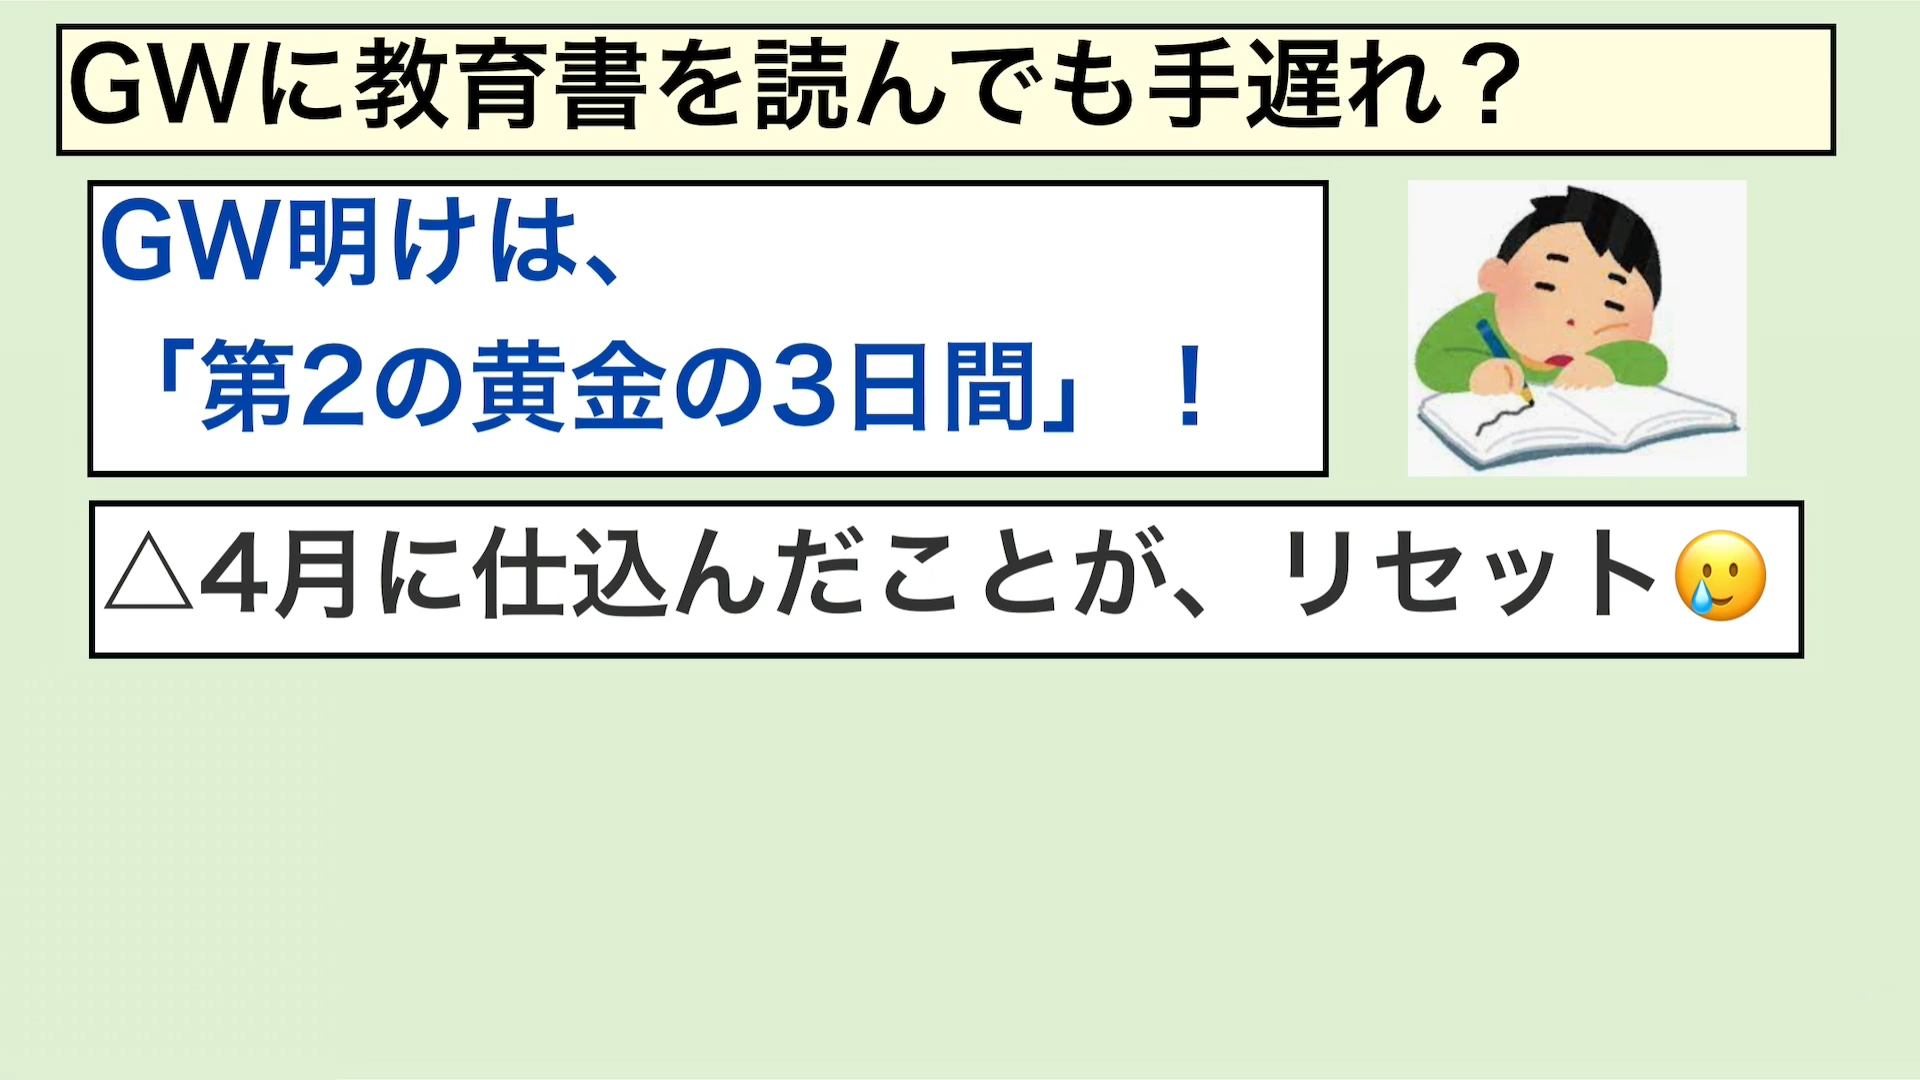 GWに教育書を読んでも手遅れ？
GW明けは、
「第2の黄金の3日間」！
△4月に仕込んだことが、リセット🥲